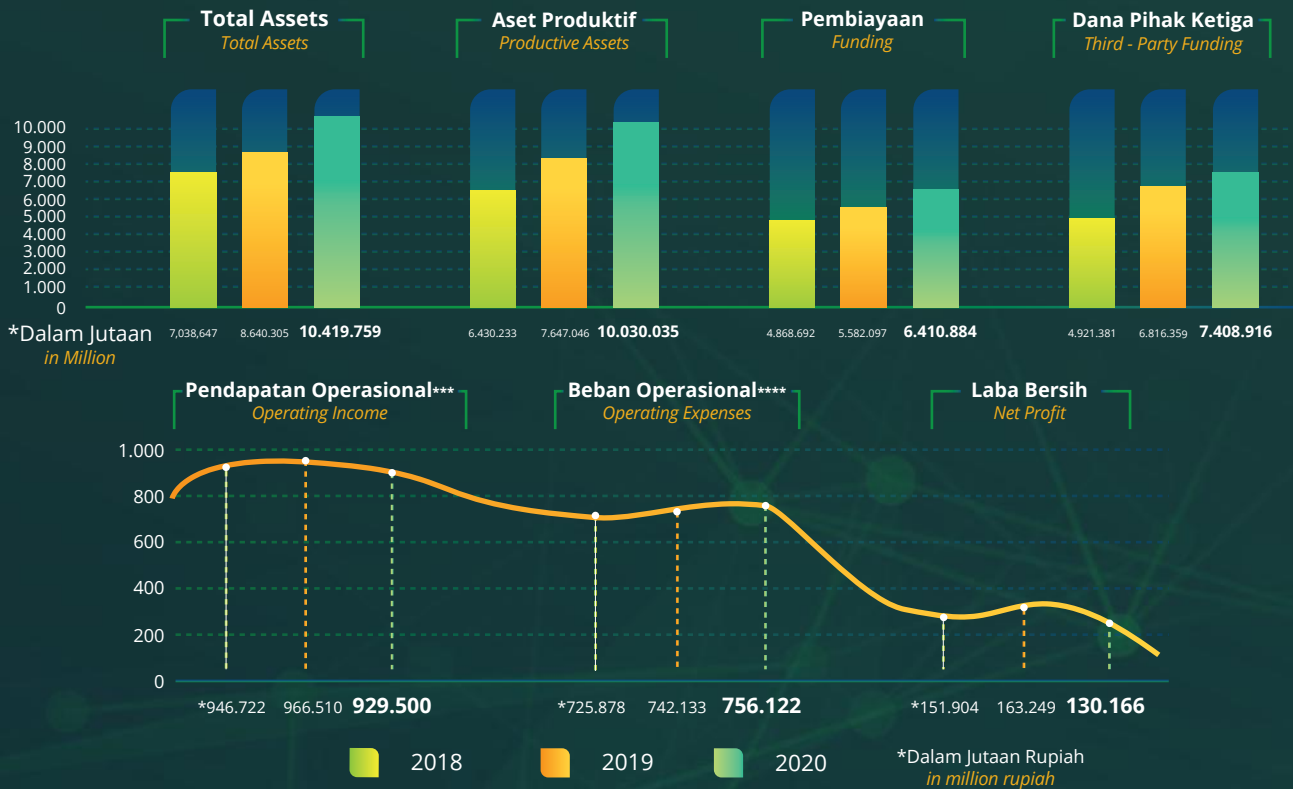 Total Assets
Total Assets
Aset Produktif
Productive Assets
Pembiayaan
Funding
Dana Pihak Ketiga
Third - Party Funding
10.000
9.000
8.000
7.000
6.000
5.000
4.000
3.000
2.000
1.000
0
*Dalam Jutaan
in Million
7,038,647 8.640.305 10.419.759
6.430.233 7.647.046 10.030.035
4.868.692 5.582.097 6.410.884
4.921.381 6.816.359 7.408.916
Pendapatan Operasional***
Operating Income
Beban Operasional****
Operating Expenses
Laba Bersih
Net Profit
1.000
800
600
400
200
0
*946.722 966.510 929.500
*725.878 742.133 756.122
*151.904 163.249 130.166
2018 2019 2020
*Dalam Jutaan Rupiah
in million rupiah